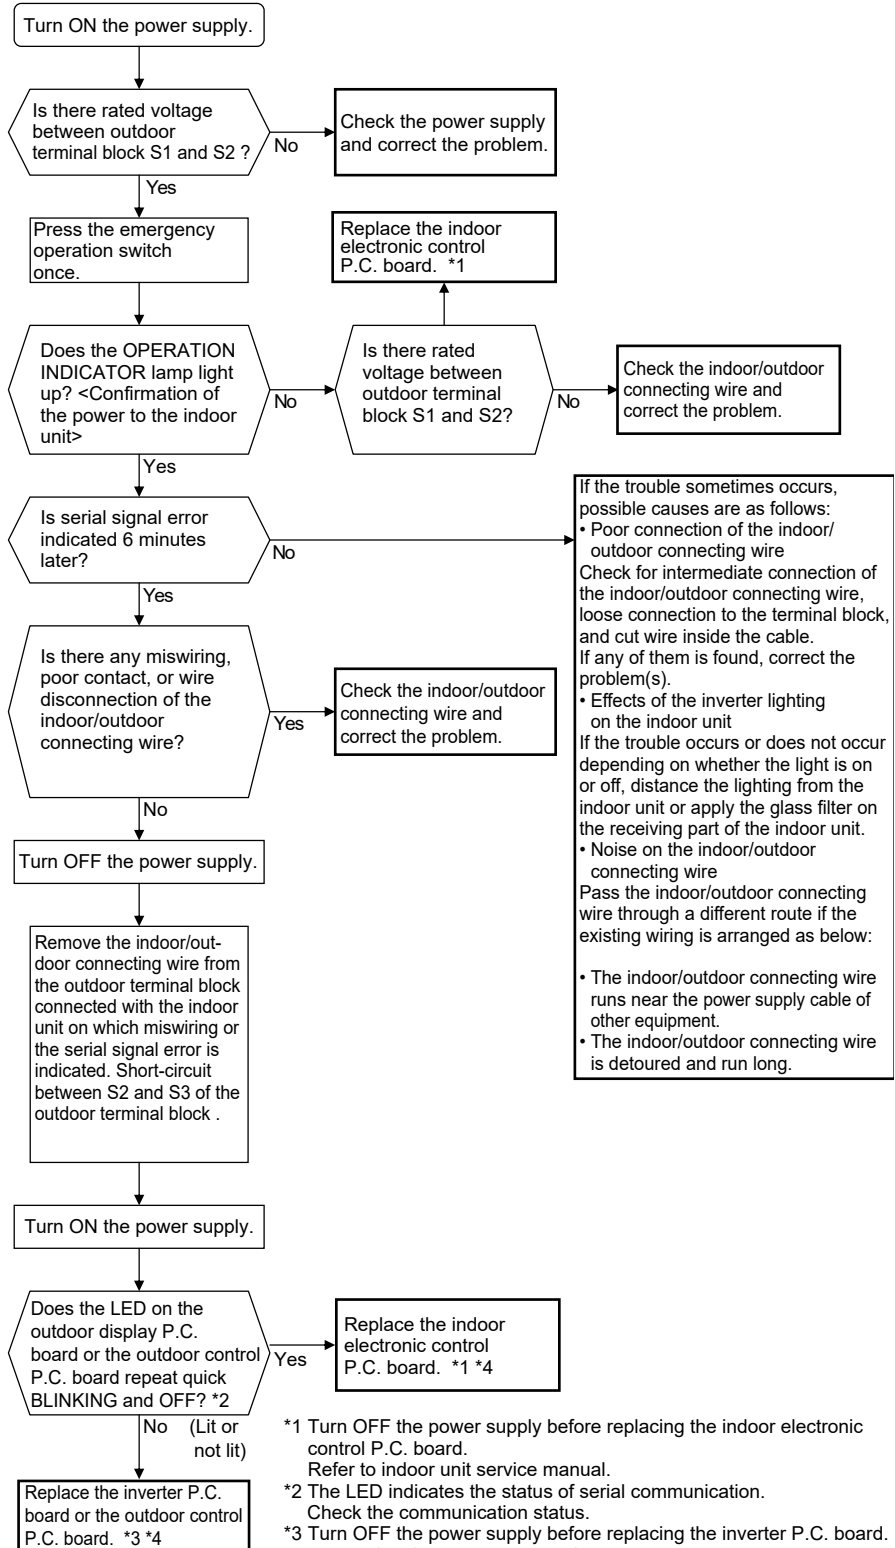 Turn ON the power supply.
Is there rated voltage
between outdoor
terminal block S1 and S2 ?
No
Check the power supply
and correct the problem.
Yes
Press the emergency
operation switch
once.
Replace the indoor
electronic control
P.C. board. *1
Does the OPERATION
INDICATOR lamp light
up? <Confirmation of
the power to the indoor
unit>
No
Is there rated
voltage between
outdoor terminal
block S1 and S2?
No
Check the indoor/outdoor
connecting wire and
correct the problem.
Yes
Is serial signal error
indicated 6 minutes
later?
No
If the trouble sometimes occurs,
possible causes are as follows:
• Poor connection of the indoor/
outdoor connecting wire
Check for intermediate connection of
the indoor/outdoor connecting wire,
loose connection to the terminal block,
and cut wire inside the cable.
If any of them is found, correct the
problem(s).
• Effects of the inverter lighting
on the indoor unit
If the trouble occurs or does not occur
depending on whether the light is on
or off, distance the lighting from the
indoor unit or apply the glass filter on
the receiving part of the indoor unit.
• Noise on the indoor/outdoor
connecting wire
Pass the indoor/outdoor connecting
wire through a different route if the
existing wiring is arranged as below:
• The indoor/outdoor connecting wire
runs near the power supply cable of
other equipment.
• The indoor/outdoor connecting wire
is detoured and run long.
Yes
Is there any miswiring,
poor contact, or wire
disconnection of the
indoor/outdoor
connecting wire?
Yes
Check the indoor/outdoor
connecting wire and
correct the problem.
No
Turn OFF the power supply.
Remove the indoor/out-
door connecting wire from
the outdoor terminal block
connected with the indoor
unit on which miswiring or
the serial signal error is
indicated. Short-circuit
between S2 and S3 of the
outdoor terminal block .
Turn ON the power supply.
Does the LED on the
outdoor display P.C.
board or the outdoor control
P.C. board repeat quick
BLINKING and OFF? *2
Yes
Replace the indoor
electronic control
P.C. board. *1 *4
No (Lit or
not lit)
Replace the inverter P.C.
board or the outdoor control
P.C. board. *3 *4
*1 Turn OFF the power supply before replacing the indoor electronic
control P.C. board.
Refer to indoor unit service manual.
*2 The LED indicates the status of serial communication.
Check the communication status.
*3 Turn OFF the power supply before replacing the inverter P.C. board.